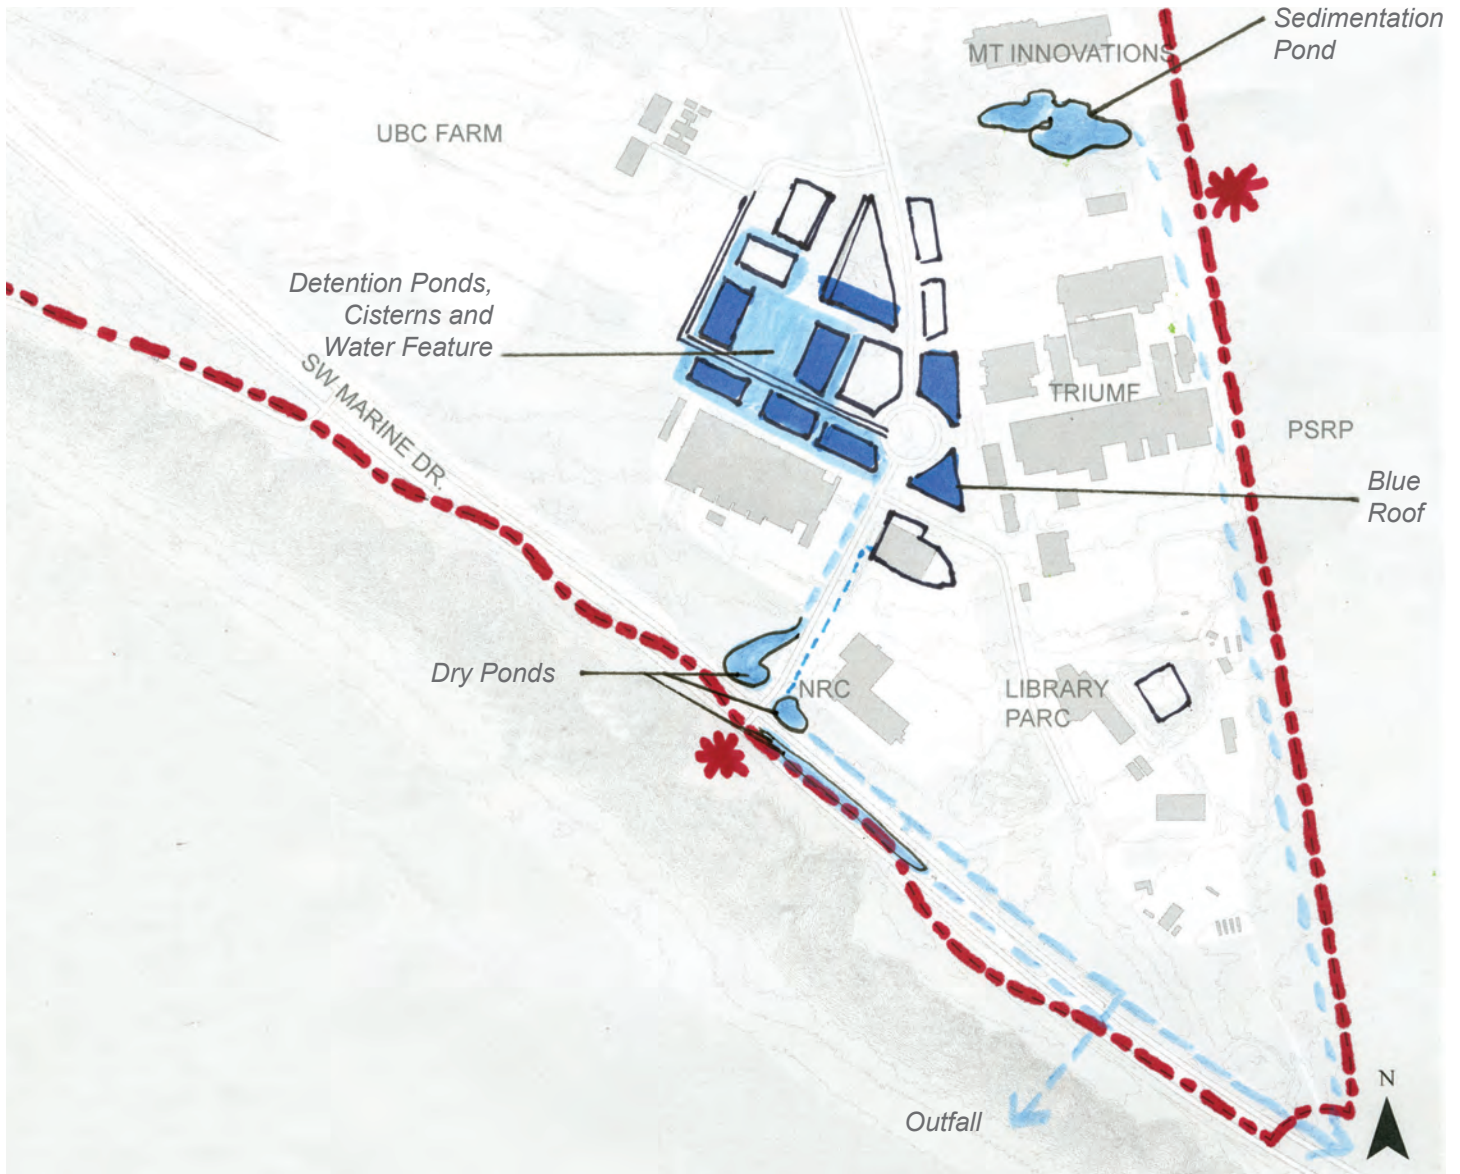 Sedimentation
Pond
MT INNOVATIONS
UBC FARM
Detention Ponds,
Cisterns and
Water Feature
SW MARINE DR.
TRIUMF
PSRP
Blue
Roof
Dry Ponds
NRC
LIBRARY
PARC
N
Outfall